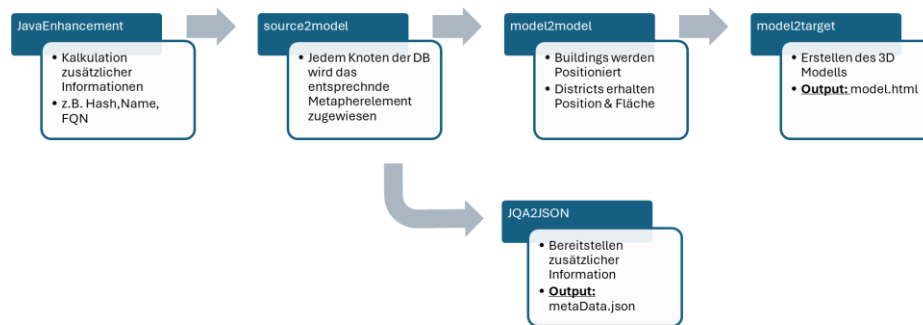 JavaEnhancement
• Kalkulation
zusätzlicher
Informationen
• z.B. Hash,Name,
FQN
source2model
• Jedem Knoten der DB
wird das
entsprechnde
Metapherelement
zugewiesen
model2model
• Buildings werden
Positioniert
• Districts erhalten
Position & Fläche
model2target
• Erstellen des 3D
Modells
• Output: model.html
JQA2JSON
• Bereitstellen
zusätzlicher
Information
• Output:
metaData.json